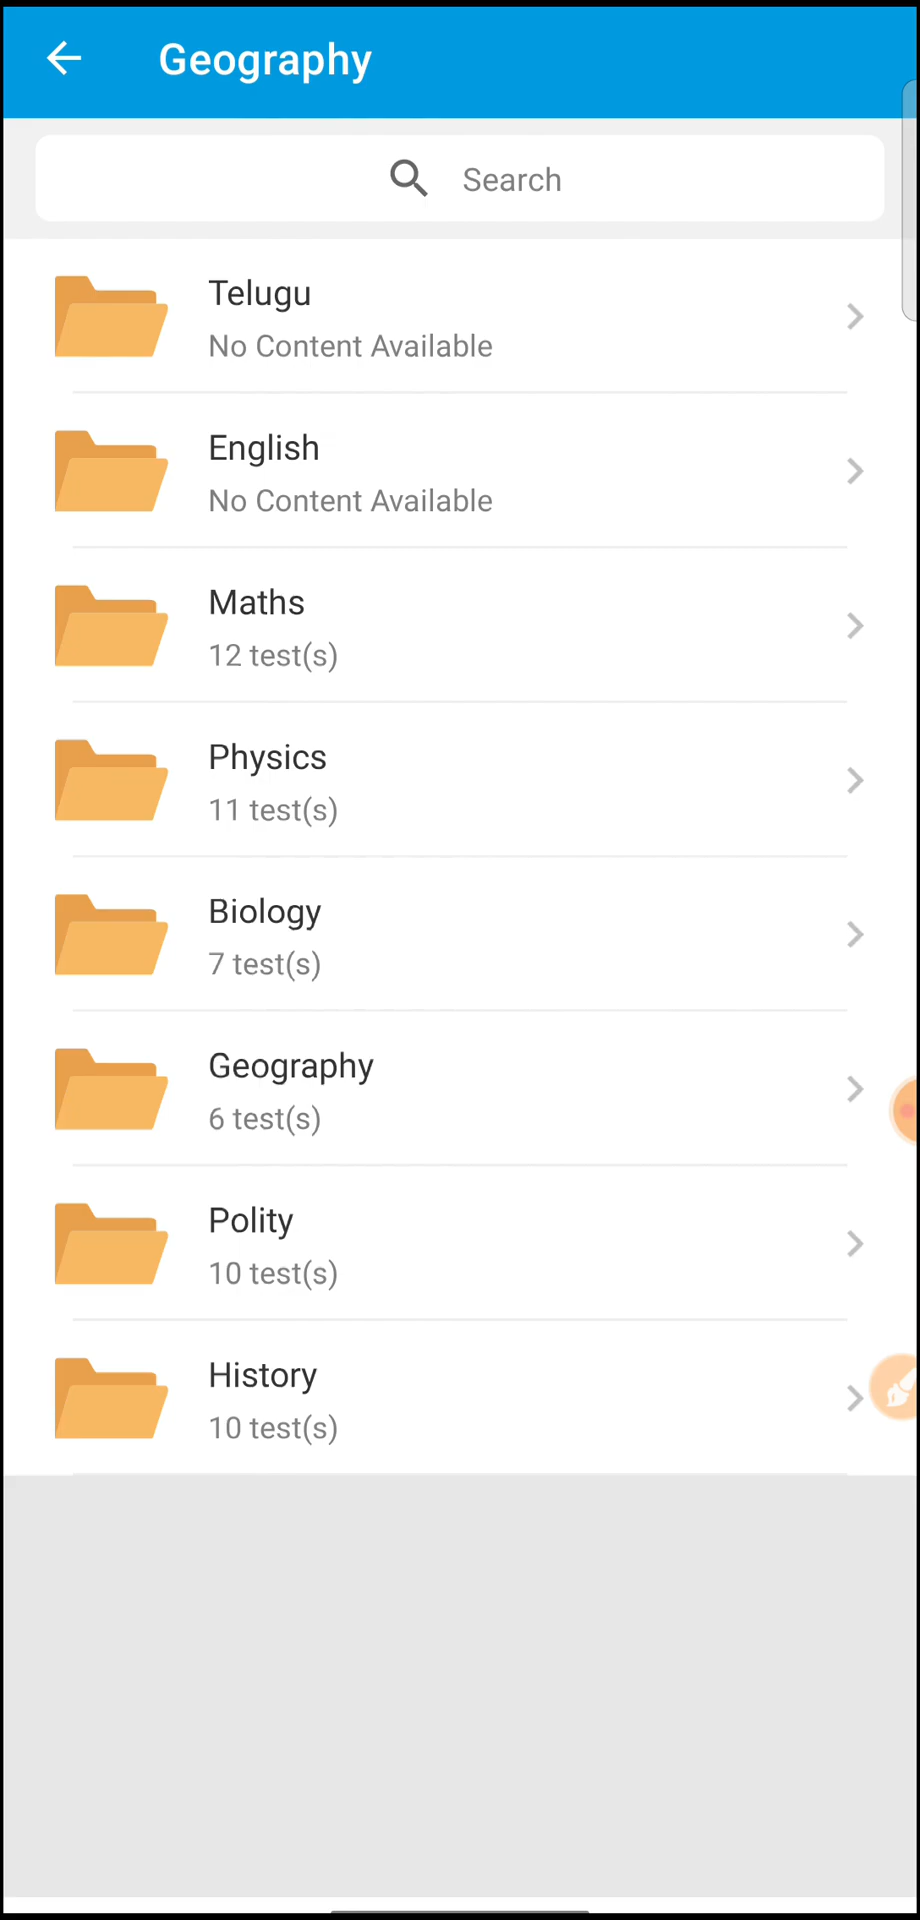 Geography
Search
Telugu
No Content Available
English
No Content Available
Maths
12 test(s)
Physics
11 test(s)
Biology
7 test(s)
Geography
6 test(s)
Polity
10 test(s)
History
10 test(s)